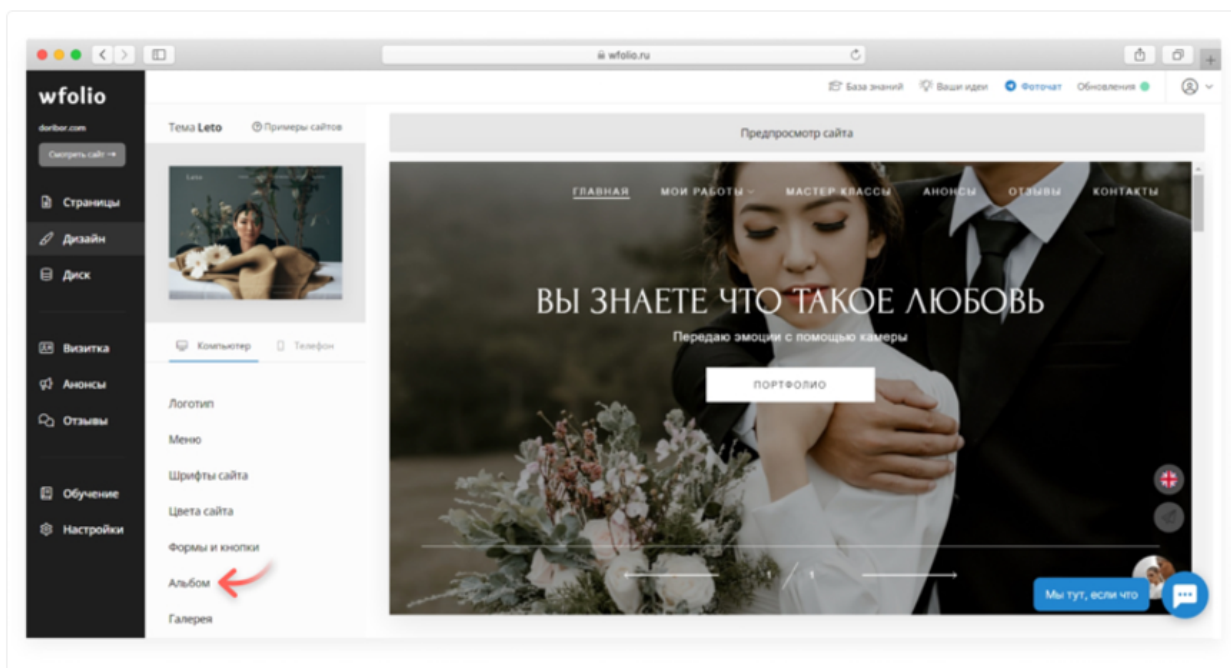 wfolio.ru
wfolio
База знаний
Ваши идеи
Фоточат
Обновления
doribor.com
Смотреть сайт →
Страницы
Дизайн
Диск
Визитка
Анонсы
Отзывы
Обучение
Настройки
Тема Leto
Примеры сайтов
Leto
Компьютер
Телефон
Логотип
Меню
Шрифты сайта
Цвета сайта
Формы и кнопки
Альбом
Галерея
Предпросмотр сайта
ГЛАВНАЯ МОИ РАБОТЫ МАСТЕР КЛАССЫ АНОНСЫ ОТЗЫВЫ КОНТАКТЫ
ВЫ ЗНАЕТЕ ЧТО ТАКОЕ ЛЮБОВЬ
Передаю эмоции с помощью камеры
ПОРТФОЛИО
1 / 1
Мы тут, если что